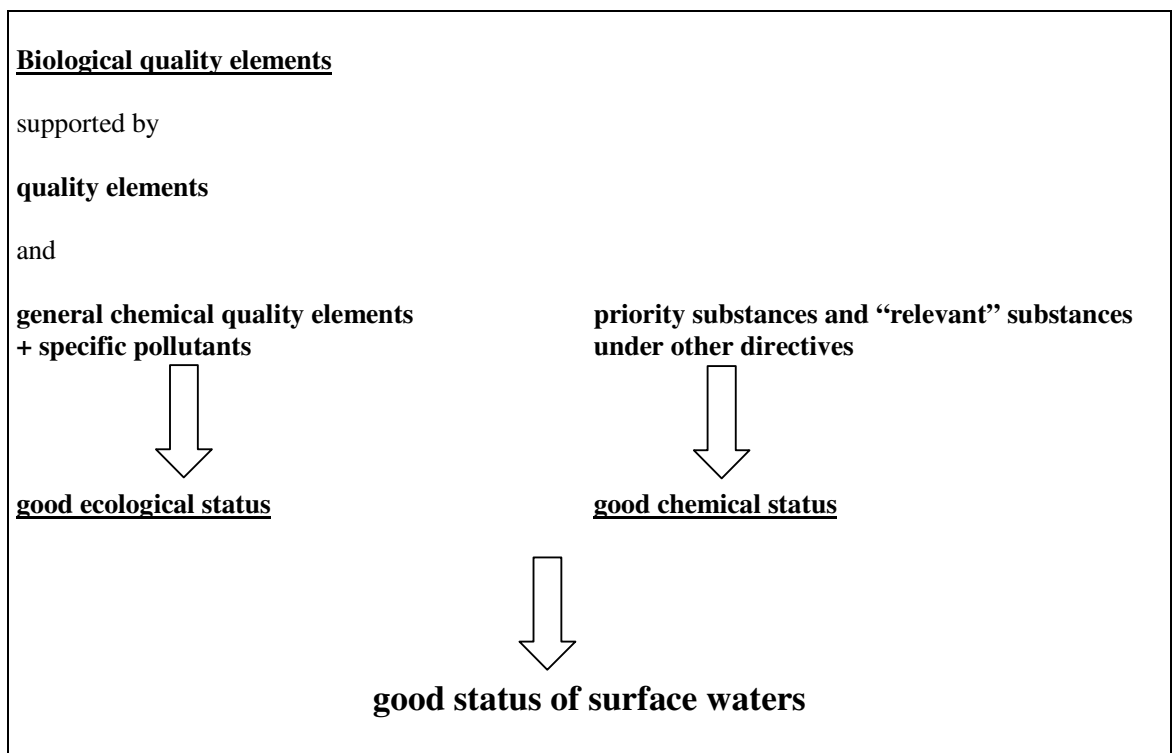 Biological quality elements
supported by
quality elements
and
general chemical quality elements
+ specific pollutants
priority substances and “relevant” substances
under other directives
good ecological status
good chemical status
good status of surface waters